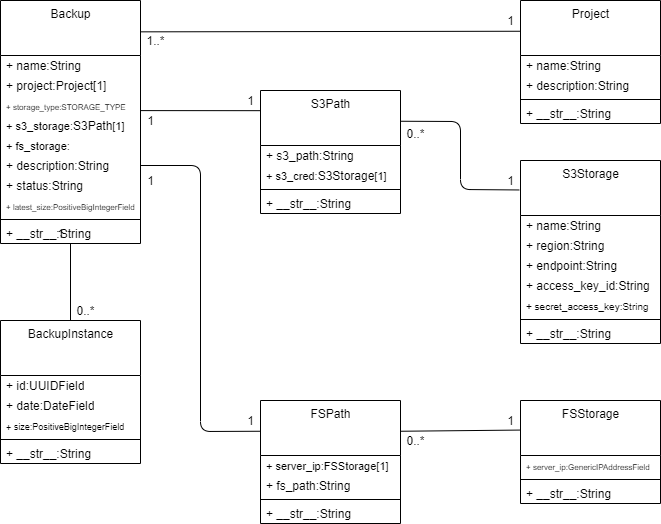 Backup
+ name:String
+ project:Project[1]
+ storage_type:STORAGE_TYPE
+ s3_storage:S3Path[1]
+ fs_storage:
+ description:String
+ status:String
+ latest_size:PositiveBigIntegerField
+ __str__:String
1
1..*
1
Project
+ name:String
+ description:String
+ __str__:String
1
1
S3Path
+ s3_path:String
+ s3_cred:S3Storage[1]
+ __str__:String
0..*
1
S3Storage
+ name:String
+ region:String
+ endpoint:String
+ access_key_id:String
+ secret_access_key:String
+ __str__:String
1
0..*
BackupInstance
+ id:UUIDField
+ date:DateField
+ size:PositiveBigIntegerField
+ __str__:String
1
FSPath
+ server_ip:FSStorage[1]
+ fs_path:String
+ __str__:String
0..*
1
FSStorage
+ server_ip:GenericIPAddressField
+ __str__:String